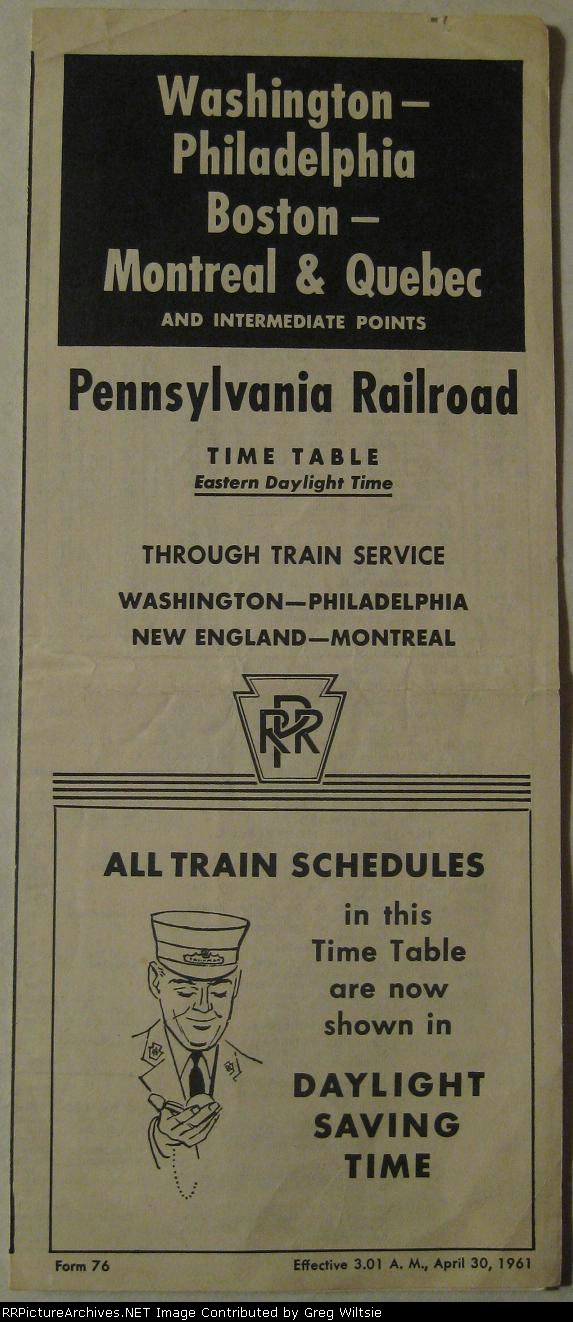 Washington–
Philadelphia
Boston–
Montreal & Quebec
AND INTERMEDIATE POINTS
Pennsylvania Railroad
TIME TABLE
Eastern Daylight Time
THROUGH TRAIN SERVICE
WASHINGTON—PHILADELPHIA
NEW ENGLAND—MONTREAL
PRR
ALL TRAIN SCHEDULES
in this
Time Table
are now
shown in
DAYLIGHT
SAVING
TIME
Form 76
Effective 3.01 A. M., April 30, 1961
RRPictureArchives.NET Image Contributed by Greg Wiltsie